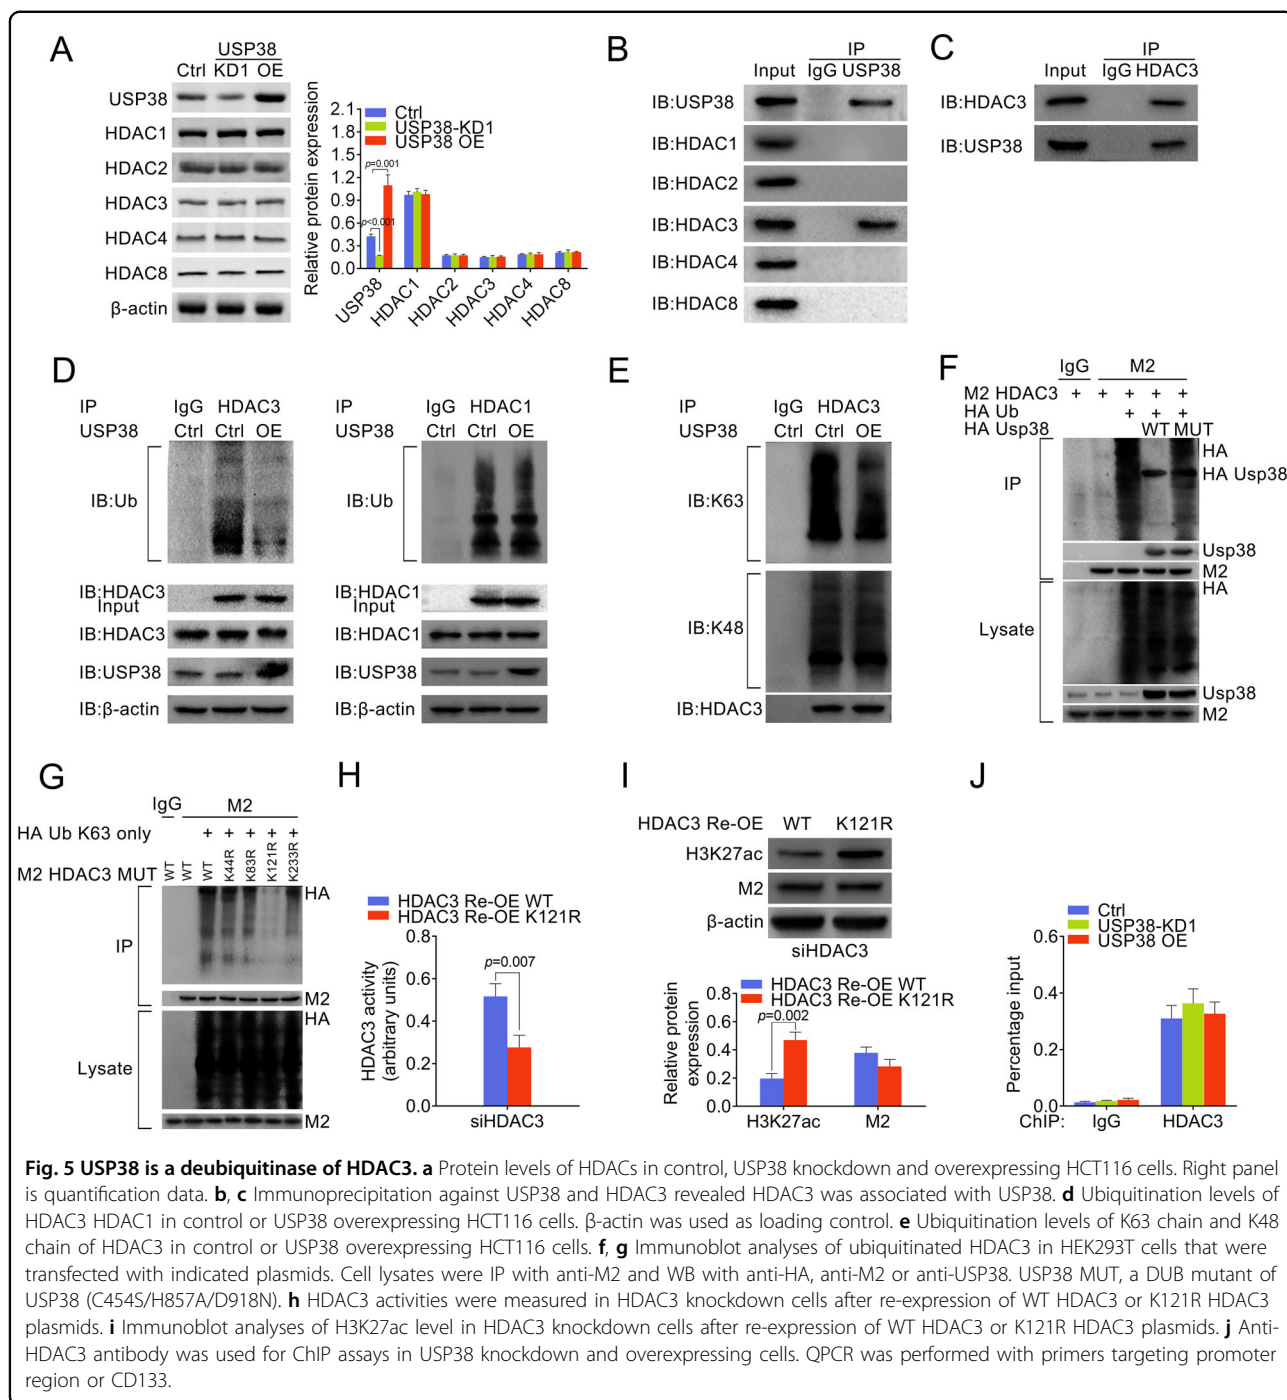 A
USP38
Ctrl KD1 OE
USP38
HDAC1
HDAC2
HDAC3
HDAC4
HDAC8
β-actin
Relative protein expression
2.1
1.8
1.5
1.2
0.9
0.6
0.3
0.0
Ctrl
USP38-KD1
USP38 OE
p=0.001
p<0.001
USP38
HDAC1
HDAC2
HDAC3
HDAC4
HDAC8
B
IP
Input IgG USP38
IB:USP38
IB:HDAC1
IB:HDAC2
IB:HDAC3
IB:HDAC4
IB:HDAC8
C
IP
Input IgG HDAC3
IB:HDAC3
IB:USP38
D
IP IgG HDAC3
USP38 Ctrl Ctrl OE
IB:Ub
IB:HDAC3
Input
IB:HDAC3
IB:USP38
IB:β-actin
IP IgG HDAC1
USP38 Ctrl Ctrl OE
IB:Ub
IB:HDAC1
Input
IB:HDAC1
IB:USP38
IB:β-actin
E
IP IgG HDAC3
USP38 Ctrl Ctrl OE
IB:K63
IB:K48
IB:HDAC3
F
IgG M2
M2 HDAC3 + + + + +
HA Ub + + +
HA Usp38 WT MUT
IP
HA
HA Usp38
Usp38
M2
Lysate
HA
Usp38
M2
G
IgG M2
HA Ub K63 only + + + + +
M2 HDAC3 MUT WT WT WT K44R K83R K121R K233R
IP
HA
M2
Lysate
HA
M2
H
HDAC3 Re-OE WT
HDAC3 Re-OE K121R
HDAC3 activity
(arbitrary units)
0.8
0.6
0.4
0.2
0.0
p=0.007
siHDAC3
I
HDAC3 Re-OE WT K121R
H3K27ac
M2
β-actin
siHDAC3
HDAC3 Re-OE WT
HDAC3 Re-OE K121R
Relative protein
expression
0.8
0.6
0.4
0.2
0.0
p=0.002
H3K27ac M2
J
Ctrl
USP38-KD1
USP38 OE
Percentage input
0.6
0.4
0.2
0.0
ChIP: IgG HDAC3
Fig. 5 USP38 is a deubiquitinase of HDAC3. a Protein levels of HDACs in control, USP38 knockdown and overexpressing HCT116 cells. Right panel
is quantification data. b, c Immunoprecipitation against USP38 and HDAC3 revealed HDAC3 was associated with USP38. d Ubiquitination levels of
HDAC3 HDAC1 in control or USP38 overexpressing HCT116 cells. β-actin was used as loading control. e Ubiquitination levels of K63 chain and K48
chain of HDAC3 in control or USP38 overexpressing HCT116 cells. f, g Immunoblot analyses of ubiquitinated HDAC3 in HEK293T cells that were
transfected with indicated plasmids. Cell lysates were IP with anti-M2 and WB with anti-HA, anti-M2 or anti-USP38. USP38 MUT, a DUB mutant of
USP38 (C454S/H857A/D918N). h HDAC3 activities were measured in HDAC3 knockdown cells after re-expression of WT HDAC3 or K121R HDAC3
plasmids. i Immunoblot analyses of H3K27ac level in HDAC3 knockdown cells after re-expression of WT HDAC3 or K121R HDAC3 plasmids. j Anti-
HDAC3 antibody was used for ChIP assays in USP38 knockdown and overexpressing cells. QPCR was performed with primers targeting promoter
region or CD133.